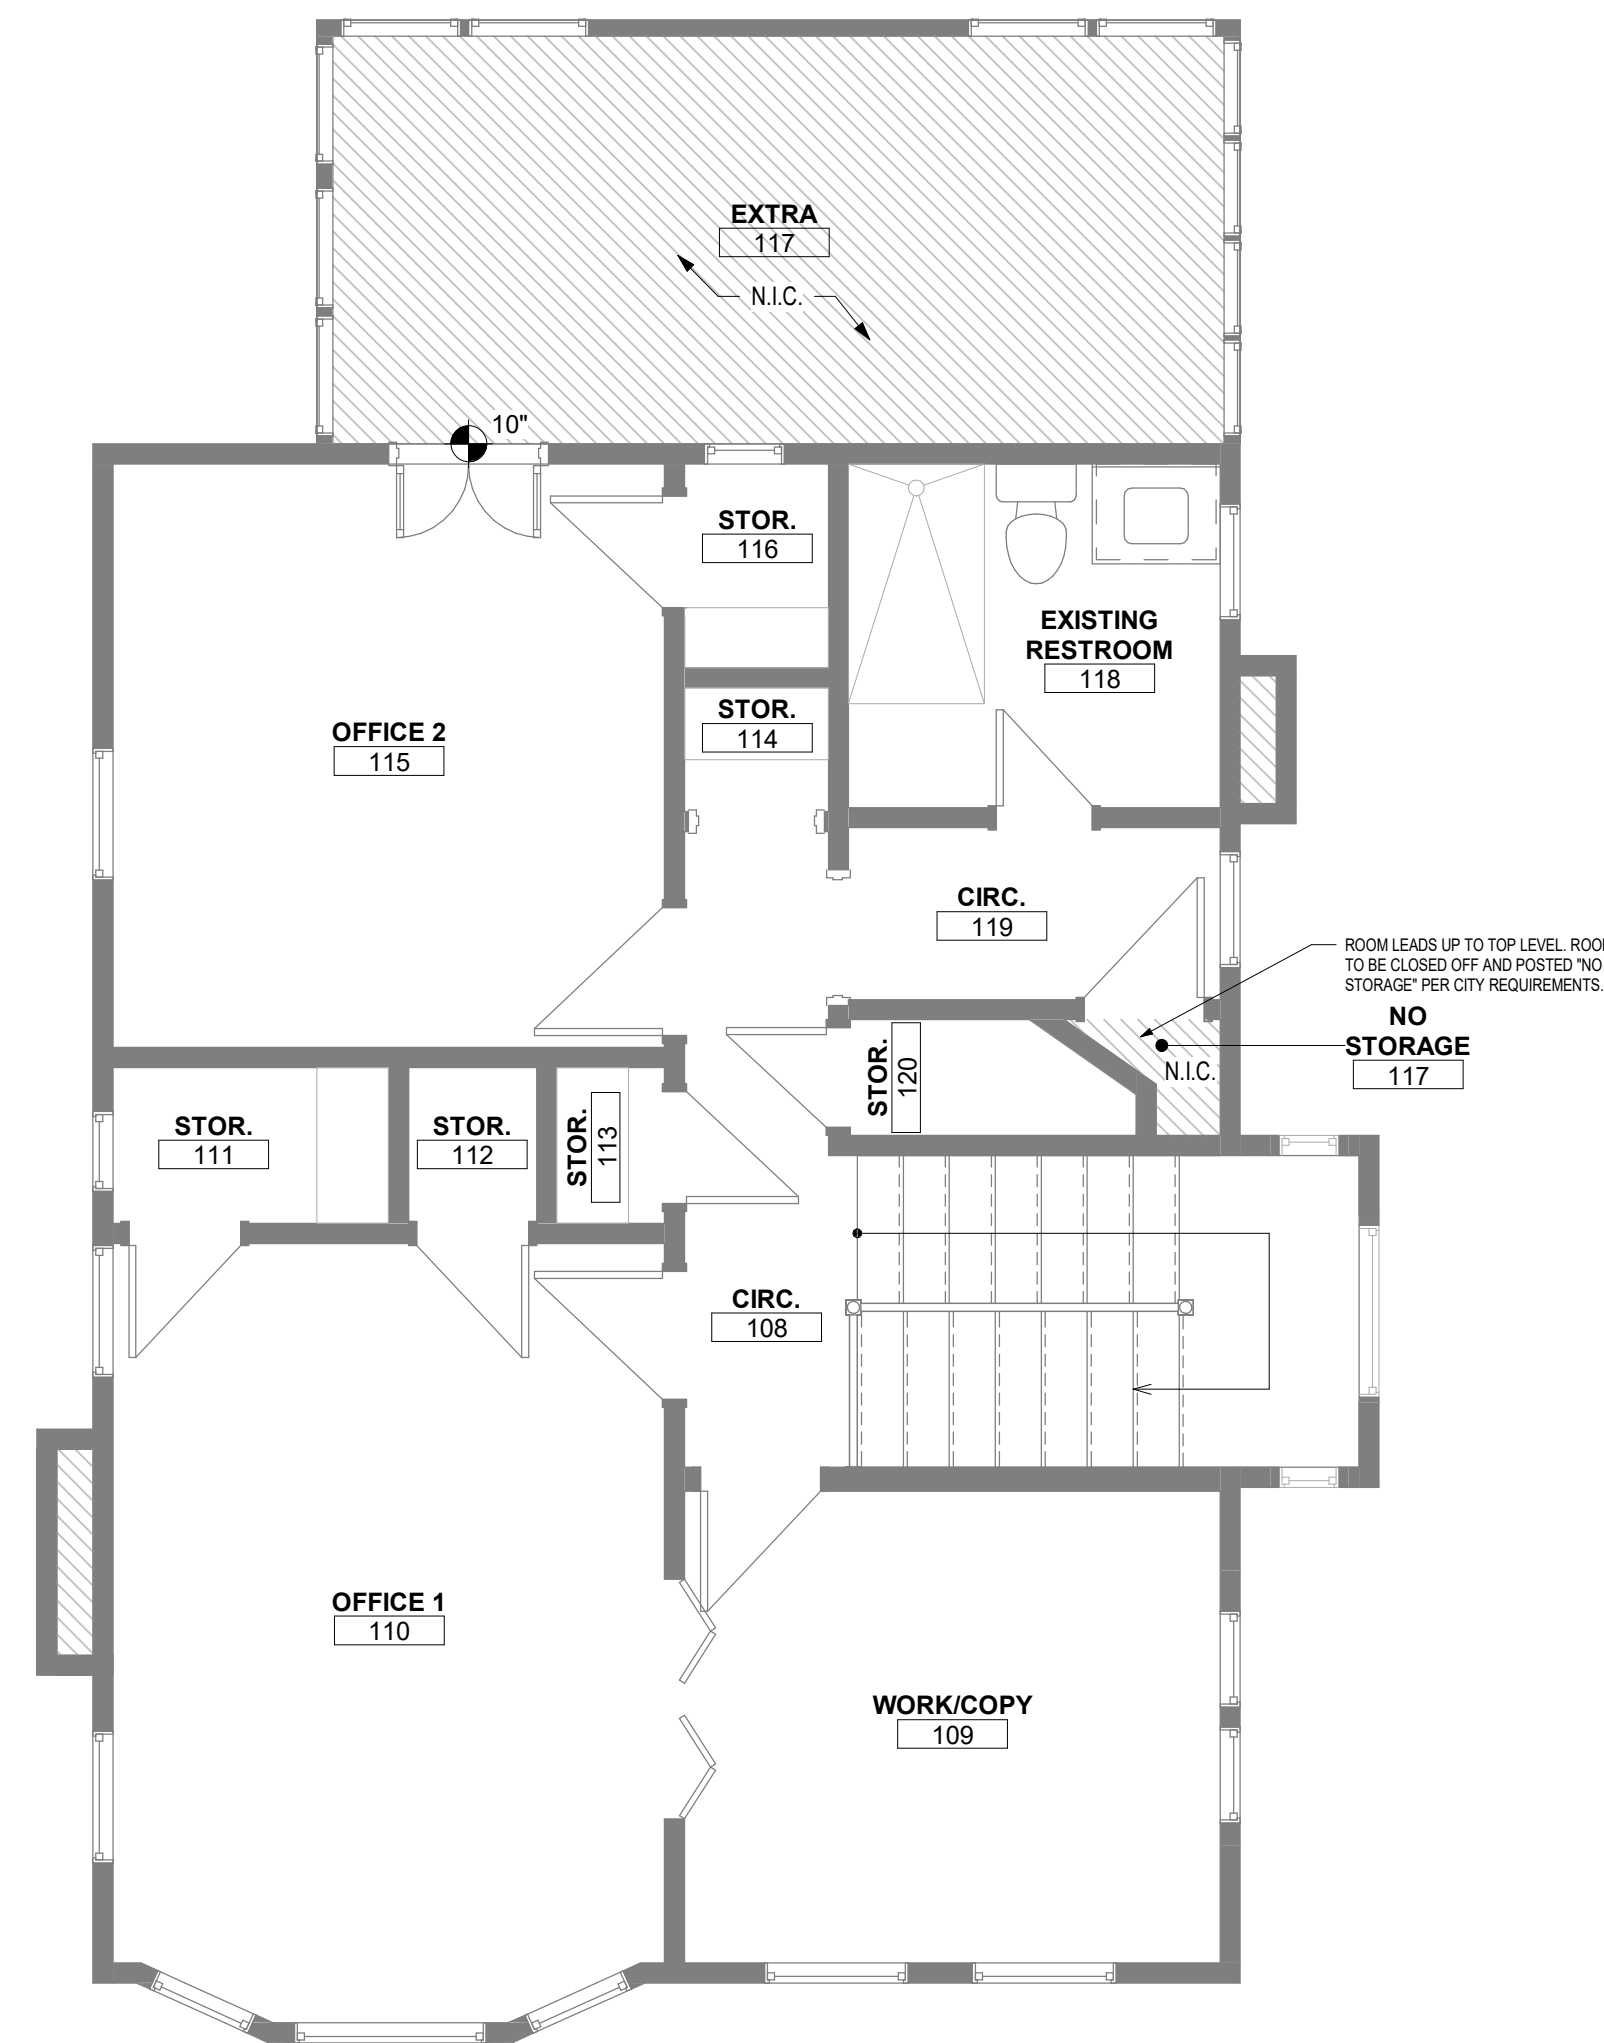 EXTRA
117
N.I.C.
10"
STOR.
116
EXISTING
RESTROOM
118
STOR.
114
OFFICE 2
115
CIRC.
119
ROOM LEADS UP TO TOP LEVEL. ROOM
TO BE CLOSED OFF AND POSTED "NO
STORAGE" PER CITY REQUIREMENTS.
NO
STORAGE
117
N.I.C.
STOR.
120
STOR.
111
STOR.
112
STOR.
113
CIRC.
108
OFFICE 1
110
WORK/COPY
109